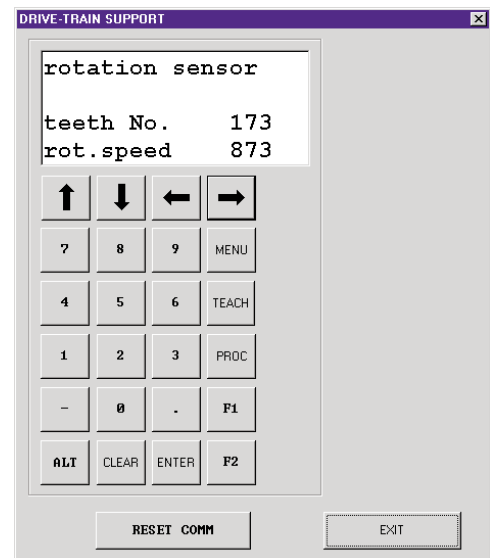 DRIVE-TRAIN SUPPORT
rotation sensor
teeth No. 173
rot.speed 873
7 8 9 MENU
4 5 6 TEACH
1 2 3 PROC
- 0 . F1
ALT CLEAR ENTER F2
RESET COMM EXIT